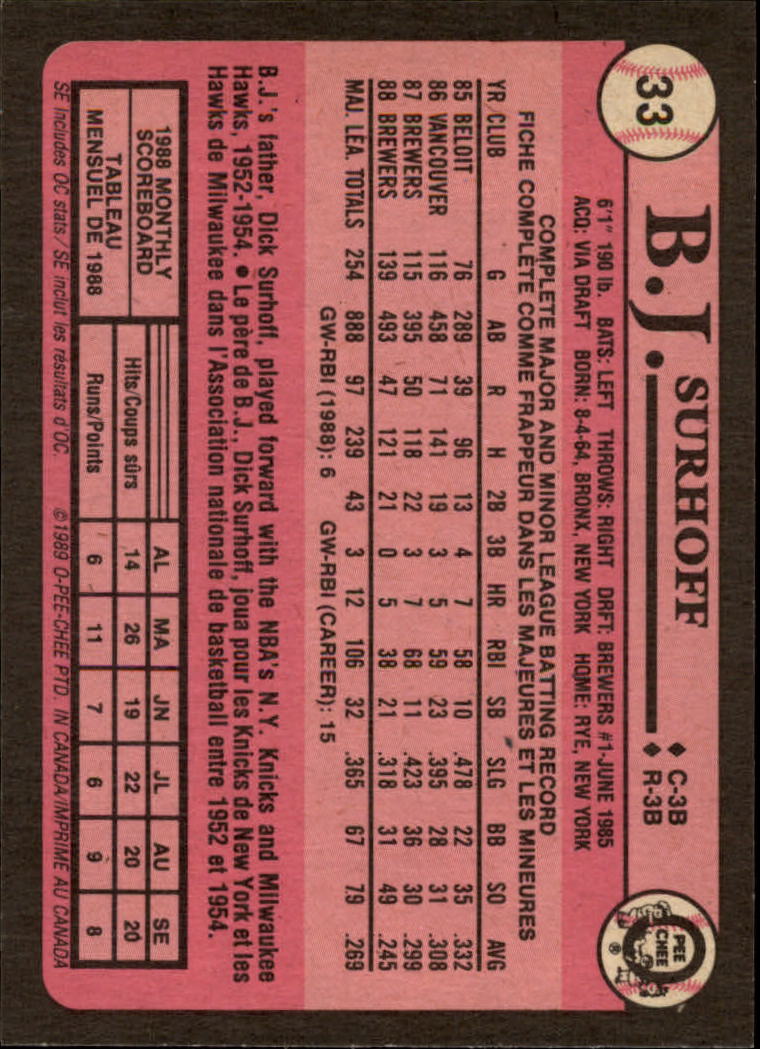 33
B.J. SURHOFF
♦ C-3B
♦ R-3B
O PEE CHEE ®
6'1" 190 lb. BATS: LEFT THROWS: RIGHT DRFT: BREWERS #1-JUNE 1985
ACQ: VIA DRAFT BORN: 8-4-64, BRONX, NEW YORK HOME: RYE, NEW YORK
COMPLETE MAJOR AND MINOR LEAGUE BATTING RECORD
FICHE COMPLÈTE COMME FRAPPEUR DANS LES MAJEURES ET LES MINEURES
YR CLUB G AB R H 2B 3B HR RBI SB SLG BB SO AVG
85 BELOIT 76 289 39 96 13 4 7 58 10 .478 22 35 .332
86 VANCOUVER 116 458 71 141 19 3 5 59 23 .395 28 31 .308
87 BREWERS 115 395 50 118 22 3 7 68 11 .423 36 30 .299
88 BREWERS 139 493 47 121 21 0 5 38 21 .318 31 49 .245
MAJ. LEA. TOTALS 254 888 97 239 43 3 12 106 32 .365 67 79 .269
GW-RBI (1988): 6 GW-RBI (CAREER): 15
B.J.'s father, Dick Surhoff, played forward with the NBA's N.Y. Knicks and Milwaukee
Hawks, 1952-1954. ● Le père de B.J., Dick Surhoff, joua pour les Knicks de New York et les
Hawks de Milwaukee dans l'Association nationale de basketball entre 1952 et 1954.
1988 MONTHLY
SCOREBOARD
TABLEAU
MENSUEL DE 1988
AL MA JN JL AU SE
Hits/Coups sûrs 14 26 19 22 20 20
Runs/Points 6 11 7 6 9 8
SE Includes OC stats/SE inclut les résultats d'OC. ©1989 O-PEE-CHEE PTD. IN CANADA/IMPRIMÉ AU CANADA